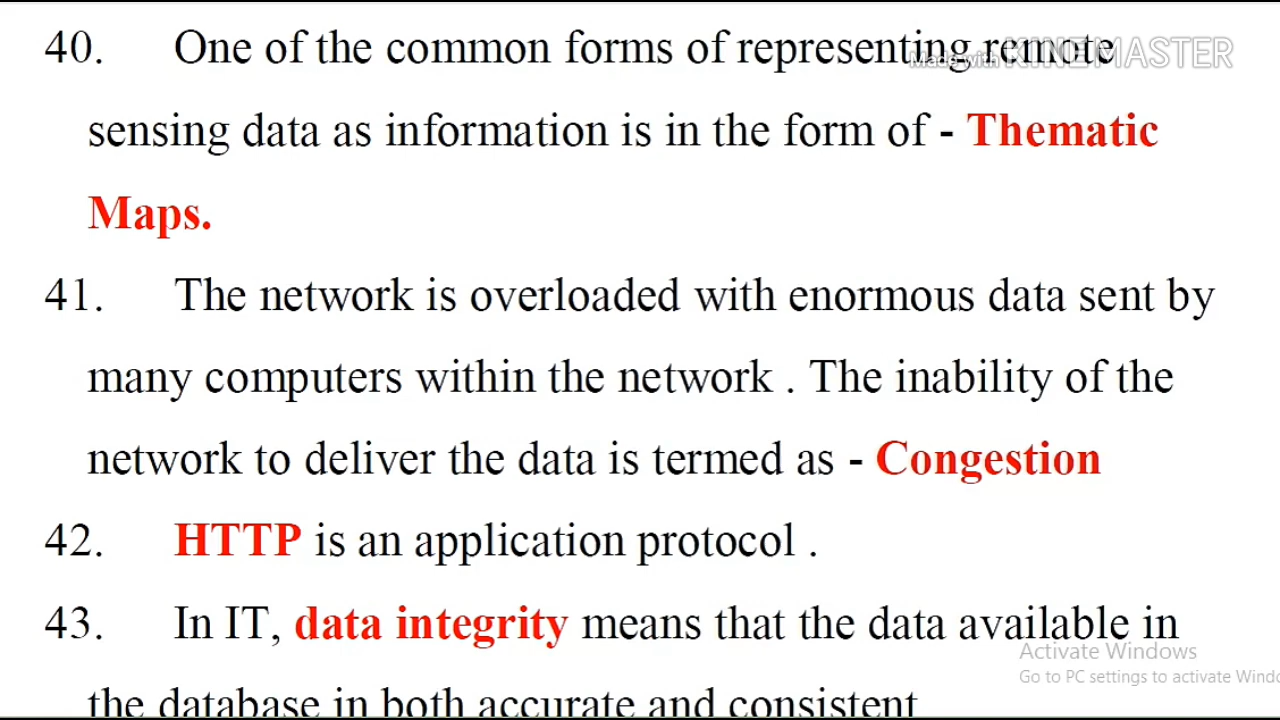 40. One of the common forms of representing remote
Made with KINEMASTER
sensing data as information is in the form of - Thematic
Maps.
41. The network is overloaded with enormous data sent by
many computers within the network . The inability of the
network to deliver the data is termed as - Congestion
42. HTTP is an application protocol .
43. In IT, data integrity means that the data available in
Activate Windows
Go to PC settings to activate Windo
the database in both accurate and consistent